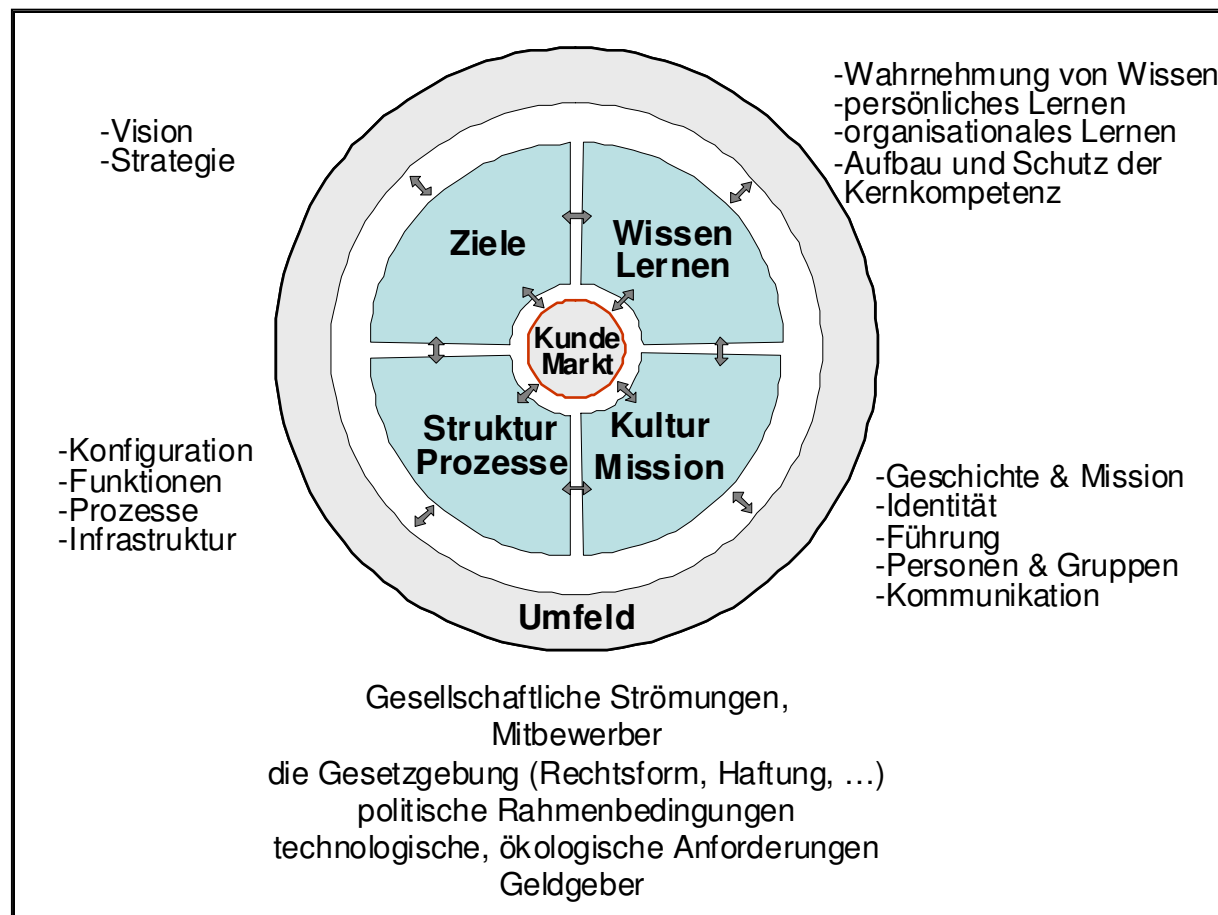 -Vision
-Strategie
-Wahrnehmung von Wissen
-persönliches Lernen
-organisationales Lernen
-Aufbau und Schutz der
Kernkompetenz
Ziele
Wissen
Lernen
Kunde
Markt
Struktur
Prozesse
Kultur
Mission
-Konfiguration
-Funktionen
-Prozesse
-Infrastruktur
-Geschichte & Mission
-Identität
-Führung
-Personen & Gruppen
-Kommunikation
Umfeld
Gesellschaftliche Strömungen,
Mitbewerber
die Gesetzgebung (Rechtsform, Haftung, …)
politische Rahmenbedingungen
technologische, ökologische Anforderungen
Geldgeber